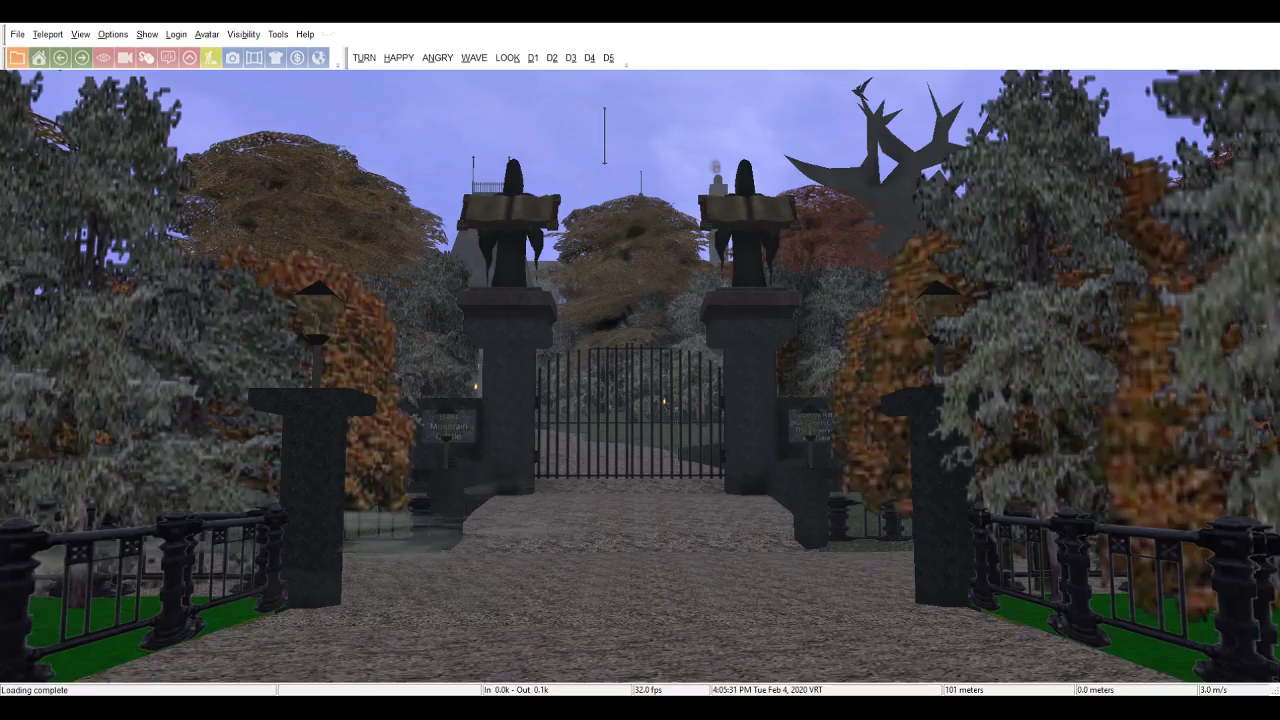 File Teleport View Options Show Login Avatar Visibility Tools Help
TURN HAPPY ANGRY WAVE LOOK D1 D2 D3 D4 D5
Mountain
Loading complete In 0.0k - Out 0.1k 32.0 fps 4:05:31 PM Tue Feb 4, 2020 VRT 101 meters 0.0 meters 3.0 m/s